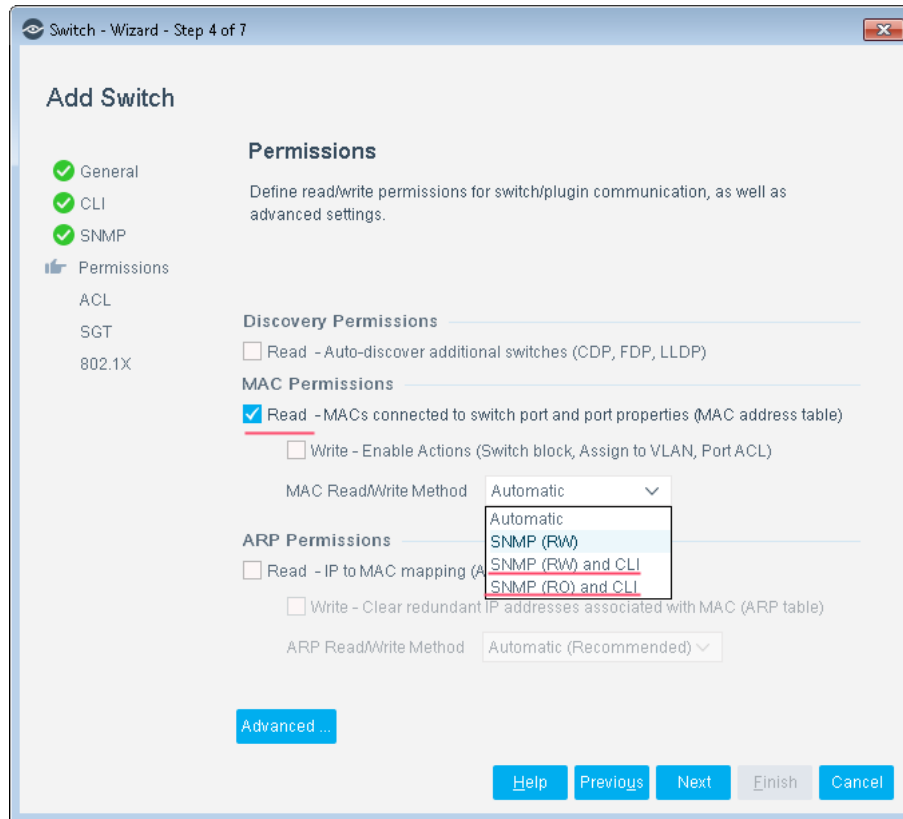 Switch - Wizard - Step 4 of 7
Add Switch
General
CLI
SNMP
Permissions
ACL
SGT
802.1X
Permissions
Define read/write permissions for switch/plugin communication, as well as
advanced settings.
Discovery Permissions
Read - Auto-discover additional switches (CDP, FDP, LLDP)
MAC Permissions
Read - MACs connected to switch port and port properties (MAC address table)
Write - Enable Actions (Switch block, Assign to VLAN, Port ACL)
MAC Read/Write Method Automatic
Automatic
SNMP (RW)
SNMP (RW) and CLI
SNMP (RO) and CLI
ARP Permissions
Read - IP to MAC mapping (A
Write - Clear redundant IP addresses associated with MAC (ARP table)
ARP Read/Write Method Automatic (Recommended)
Advanced ...
Help Previous Next Finish Cancel